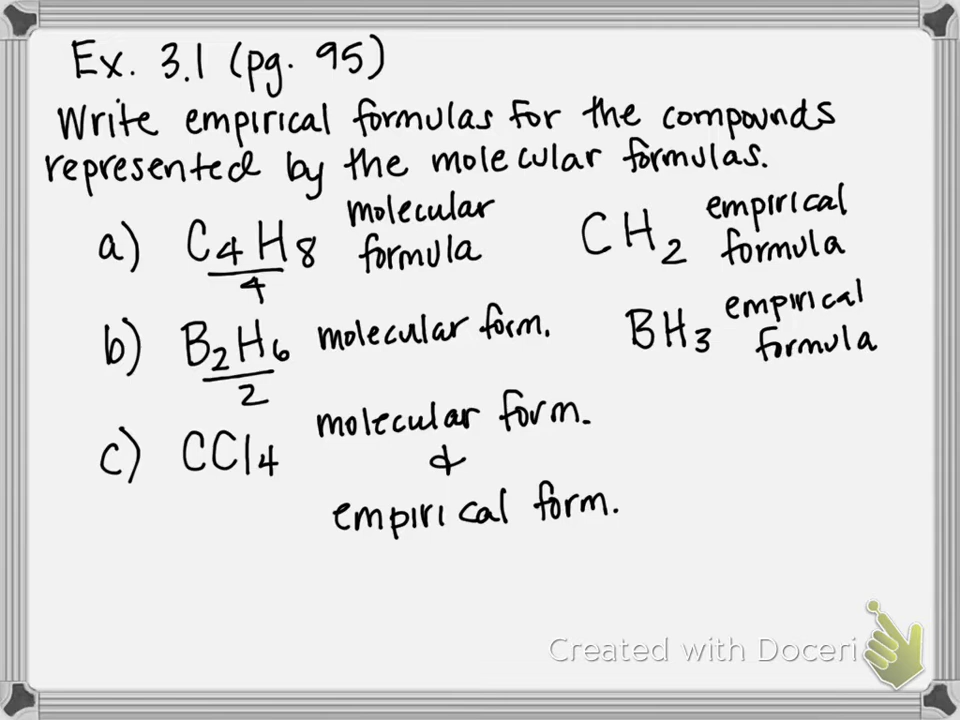 Ex. 3.1 (pg. 95)
Write empirical formulas for the compounds
represented by the molecular formulas.
a) C4H8 molecular formula CH2 empirical formula
4
b) B2H6 molecular form. BH3 empirical formula
2
c) CCl4 molecular form.
&
empirical form.
Created with Doceri